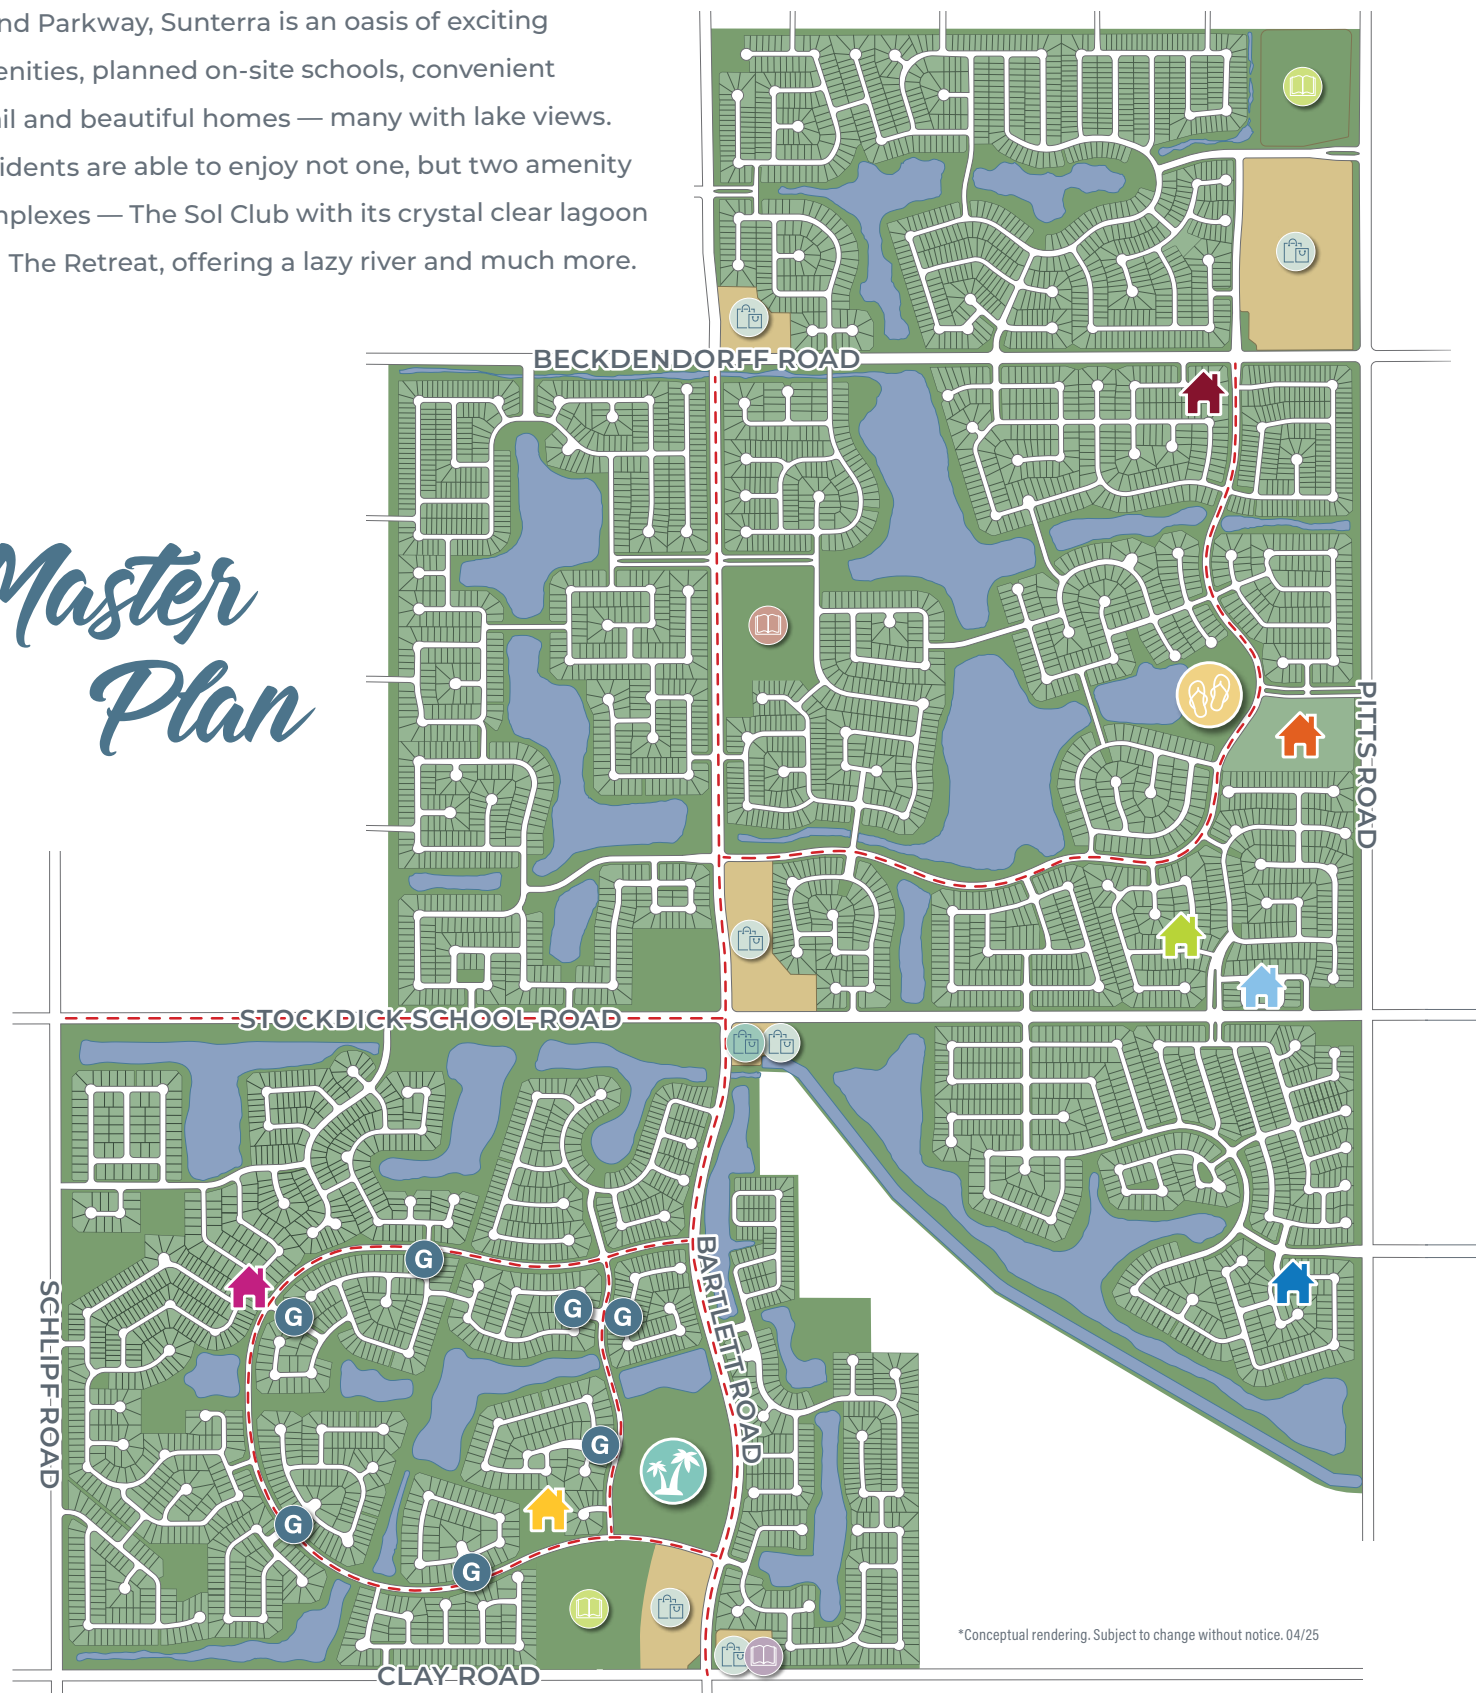 nd Parkway, Sunterra is an oasis of exciting
enities, planned on-site schools, convenient
il and beautiful homes — many with lake views.
idents are able to enjoy not one, but two amenity
nplexes — The Sol Club with its crystal clear lagoon
The Retreat, offering a lazy river and much more.
BECKDENDORFF ROAD
Master
Plan
PITTS ROAD
STOCKDICK SCHOOL ROAD
BARTLETT ROAD
G
G
G
G
SCHLIPF ROAD
G
G
G
*Conceptual rendering. Subject to change without notice. 04/25
CLAY ROAD